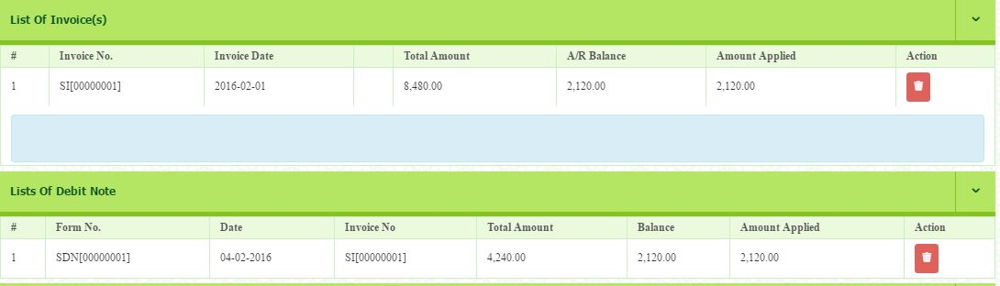 List Of Invoice(s)
# Invoice No. Invoice Date Total Amount A/R Balance Amount Applied Action
1 SI[00000001] 2016-02-01 8,480.00 2,120.00 2,120.00
Lists Of Debit Note
# Form No. Date Invoice No Total Amount Balance Amount Applied Action
1 SDN[00000001] 04-02-2016 SI[00000001] 4,240.00 2,120.00 2,120.00